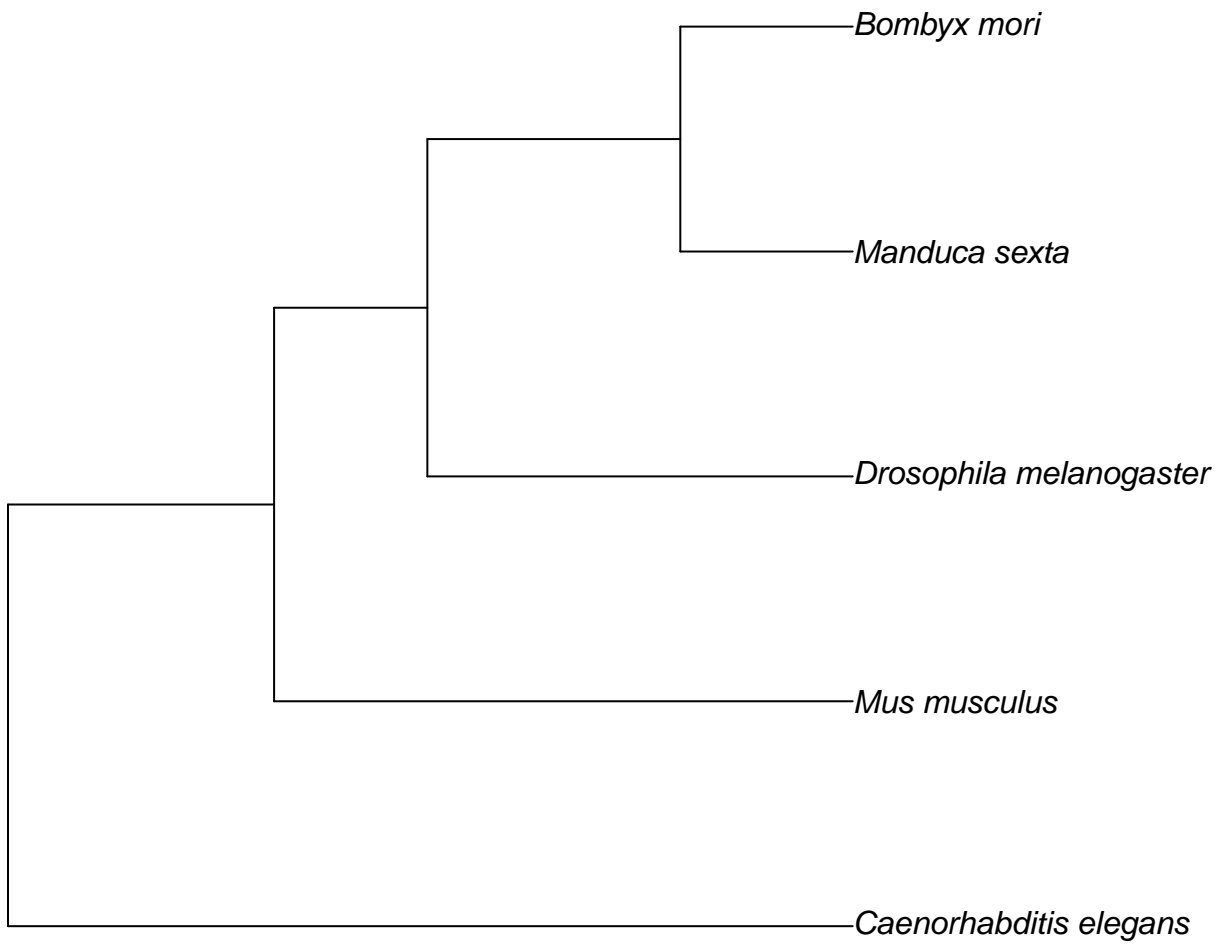 Bombyx mori
Manduca sexta
Drosophila melanogaster
Mus musculus
Caenorhabditis elegans